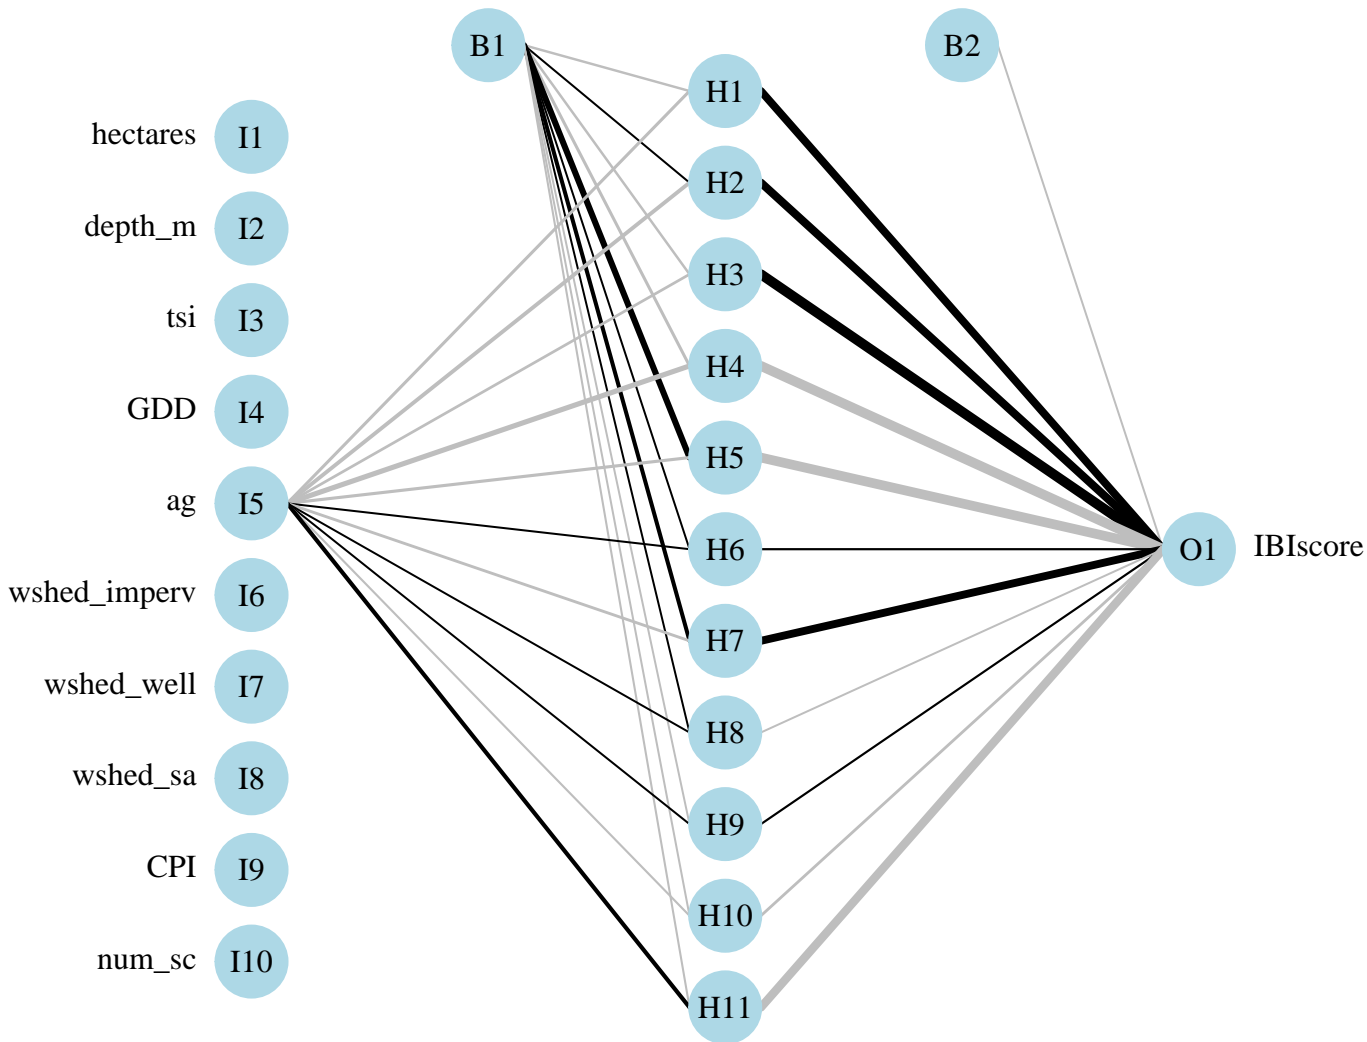 B1
B2
H1
hectares I1
H2
depth_m I2
H3
tsi I3
H4
GDD I4
H5
ag I5
H6
O1 IBIscore
wshed_imperv I6
H7
wshed_well I7
H8
wshed_sa I8
H9
CPI I9
H10
num_sc I10
H11